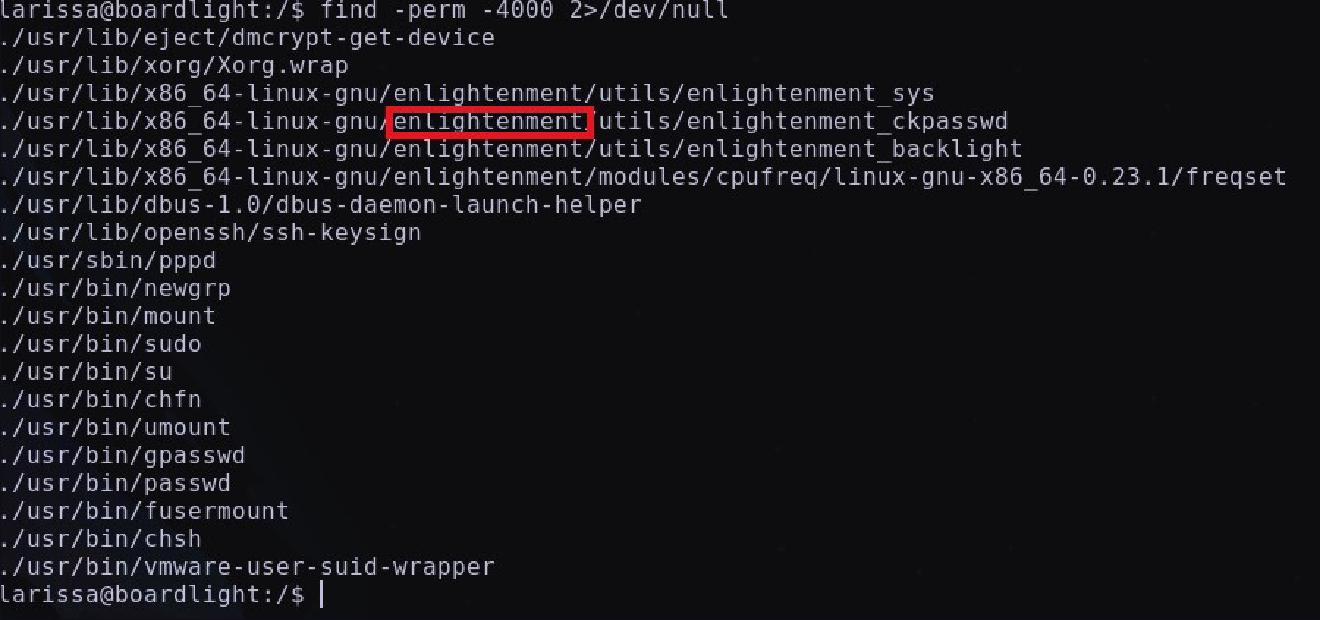 larissa@boardlight:/$ find -perm -4000 2>/dev/null
./usr/lib/eject/dmcrypt-get-device
./usr/lib/xorg/Xorg.wrap
./usr/lib/x86_64-linux-gnu/enlightenment/utils/enlightenment_sys
./usr/lib/x86_64-linux-gnu/enlightenment/utils/enlightenment_ckpasswd
./usr/lib/x86_64-linux-gnu/enlightenment/utils/enlightenment_backlight
./usr/lib/x86_64-linux-gnu/enlightenment/modules/cpufreq/linux-gnu-x86_64-0.23.1/freqset
./usr/lib/dbus-1.0/dbus-daemon-launch-helper
./usr/lib/openssh/ssh-keysign
./usr/sbin/pppd
./usr/bin/newgrp
./usr/bin/mount
./usr/bin/sudo
./usr/bin/su
./usr/bin/chfn
./usr/bin/umount
./usr/bin/gpasswd
./usr/bin/passwd
./usr/bin/fusermount
./usr/bin/chsh
./usr/bin/vmware-user-suid-wrapper
larissa@boardlight:/$